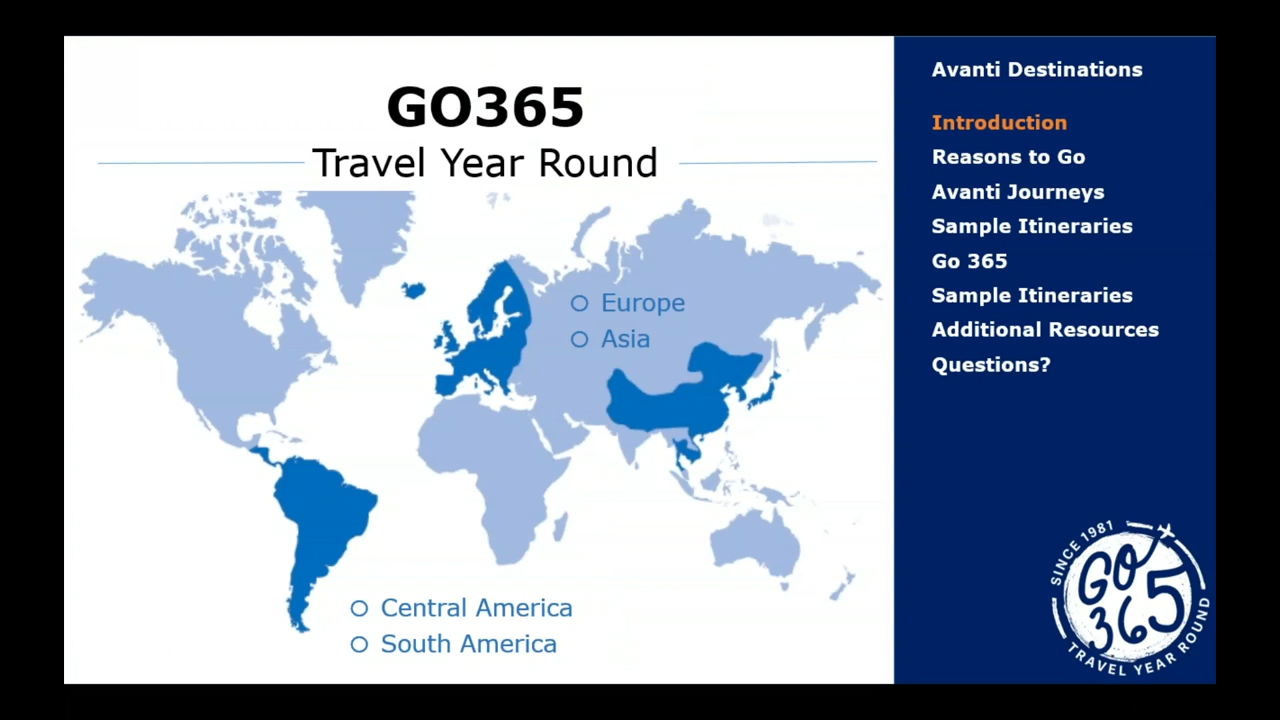 GO365
Travel Year Round
Europe
Asia
Central America
South America
Avanti Destinations
Introduction
Reasons to Go
Avanti Journeys
Sample Itineraries
Go 365
Sample Itineraries
Additional Resources
Questions?
SINCE 1981
GO
365
TRAVEL YEAR ROUND